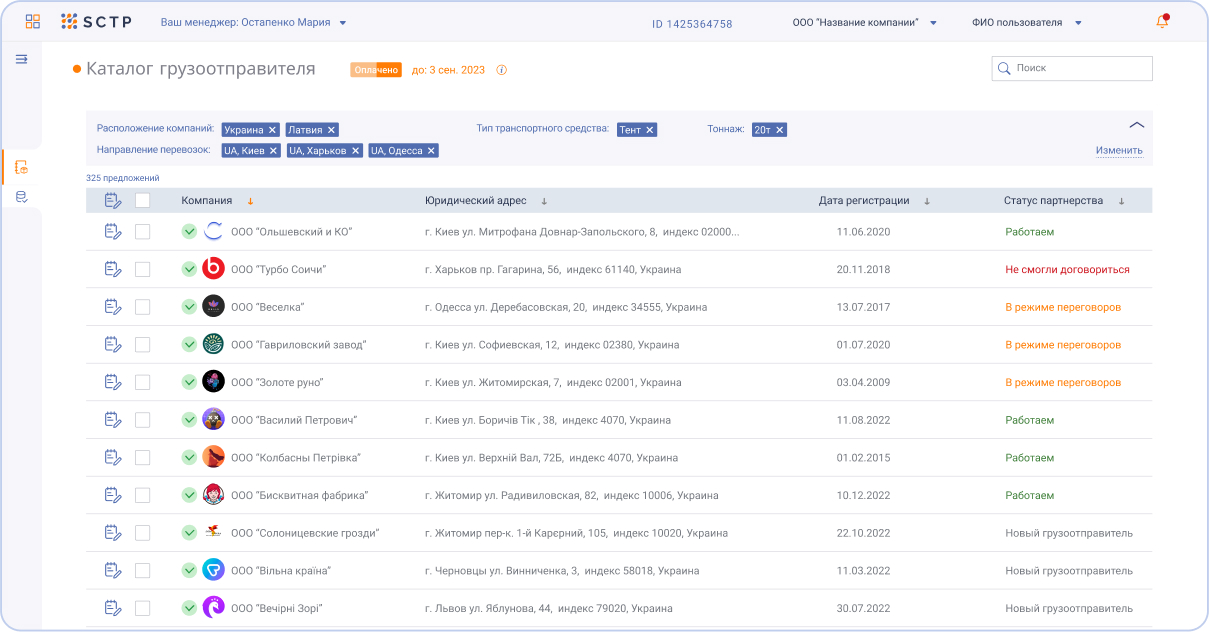 SCTP Ваш менеджер: Остапенко Мария ID 1425364758 ООО “Название компании” ФИО пользователя
Каталог грузоотправителя Оплачено до: 3 сен. 2023 Поиск
Расположение компаний: Украина Латвия Тип транспортного средства: Тент Тоннаж: 20т
Направление перевозок: UA, Киев UA, Харьков UA, Одесса Изменить
325 предложений
Компания Юридический адрес Дата регистрации Статус партнерства
ООО “Ольшевский и КО” г. Киев ул. Митрофана Довнар-Запольского, 8, индекс 02000... 11.06.2020 Работаем
ООО “Турбо Соичи” г. Харьков пр. Гагарина, 56, индекс 61140, Украина 20.11.2018 Не смогли договориться
ООО “Веселка” г. Одесса ул. Дерибасовская, 20, индекс 34555, Украина 13.07.2017 В режиме переговоров
ООО “Гавриловский завод” г. Киев ул. Софиевская, 12, индекс 02380, Украина 01.07.2020 В режиме переговоров
ООО “Золоте руно” г. Киев ул. Житомирская, 7, индекс 02001, Украина 03.04.2009 В режиме переговоров
ООО “Василий Петрович” г. Киев ул. Боричів Тік , 38, индекс 4070, Украина 11.08.2022 Работаем
ООО “Колбасны Петрівка” г. Киев ул. Верхній Вал, 72Б, индекс 4070, Украина 01.02.2015 Работаем
ООО “Бисквитная фабрика” г. Житомир ул. Радивиловская, 82, индекс 10006, Украина 10.12.2022 Работаем
ООО “Солоницевские грозди” г. Житомир пер-к. 1-й Карєрний, 105, индекс 10020, Украина 22.10.2022 Новый грузоотправитель
ООО “Вільна країна” г. Черновцы ул. Винниченка, 3, индекс 58018, Украина 11.03.2022 Новый грузоотправитель
ООО “Вечірні Зорі” г. Львов ул. Яблунова, 44, индекс 79020, Украина 30.07.2022 Новый грузоотправитель